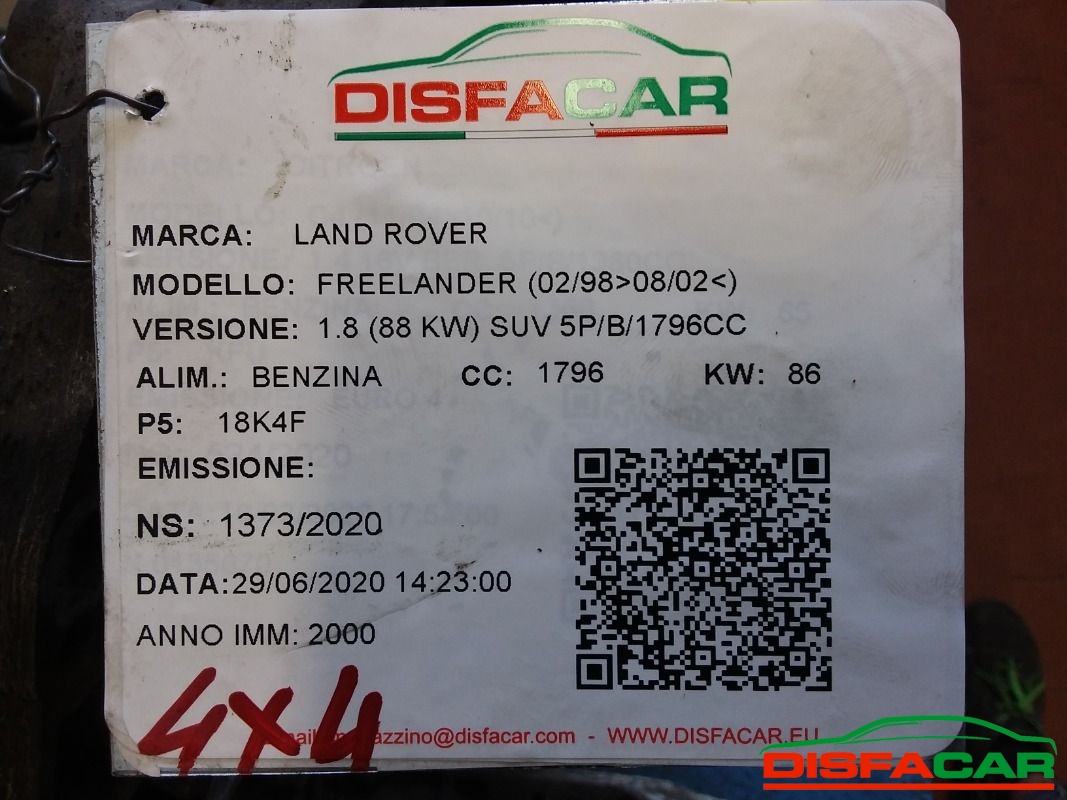 DISFACAR
MARCA: LAND ROVER
MODELLO: FREELANDER (02/98>08/02<)
VERSIONE: 1.8 (88 KW) SUV 5P/B/1796CC
ALIM.: BENZINA CC: 1796 KW: 86
P5: 18K4F
EMISSIONE:
NS: 1373/2020
DATA:29/06/2020 14:23:00
ANNO IMM: 2000
4X4
@disfacar.com - WWW.DISFACAR.EU
DISFACAR